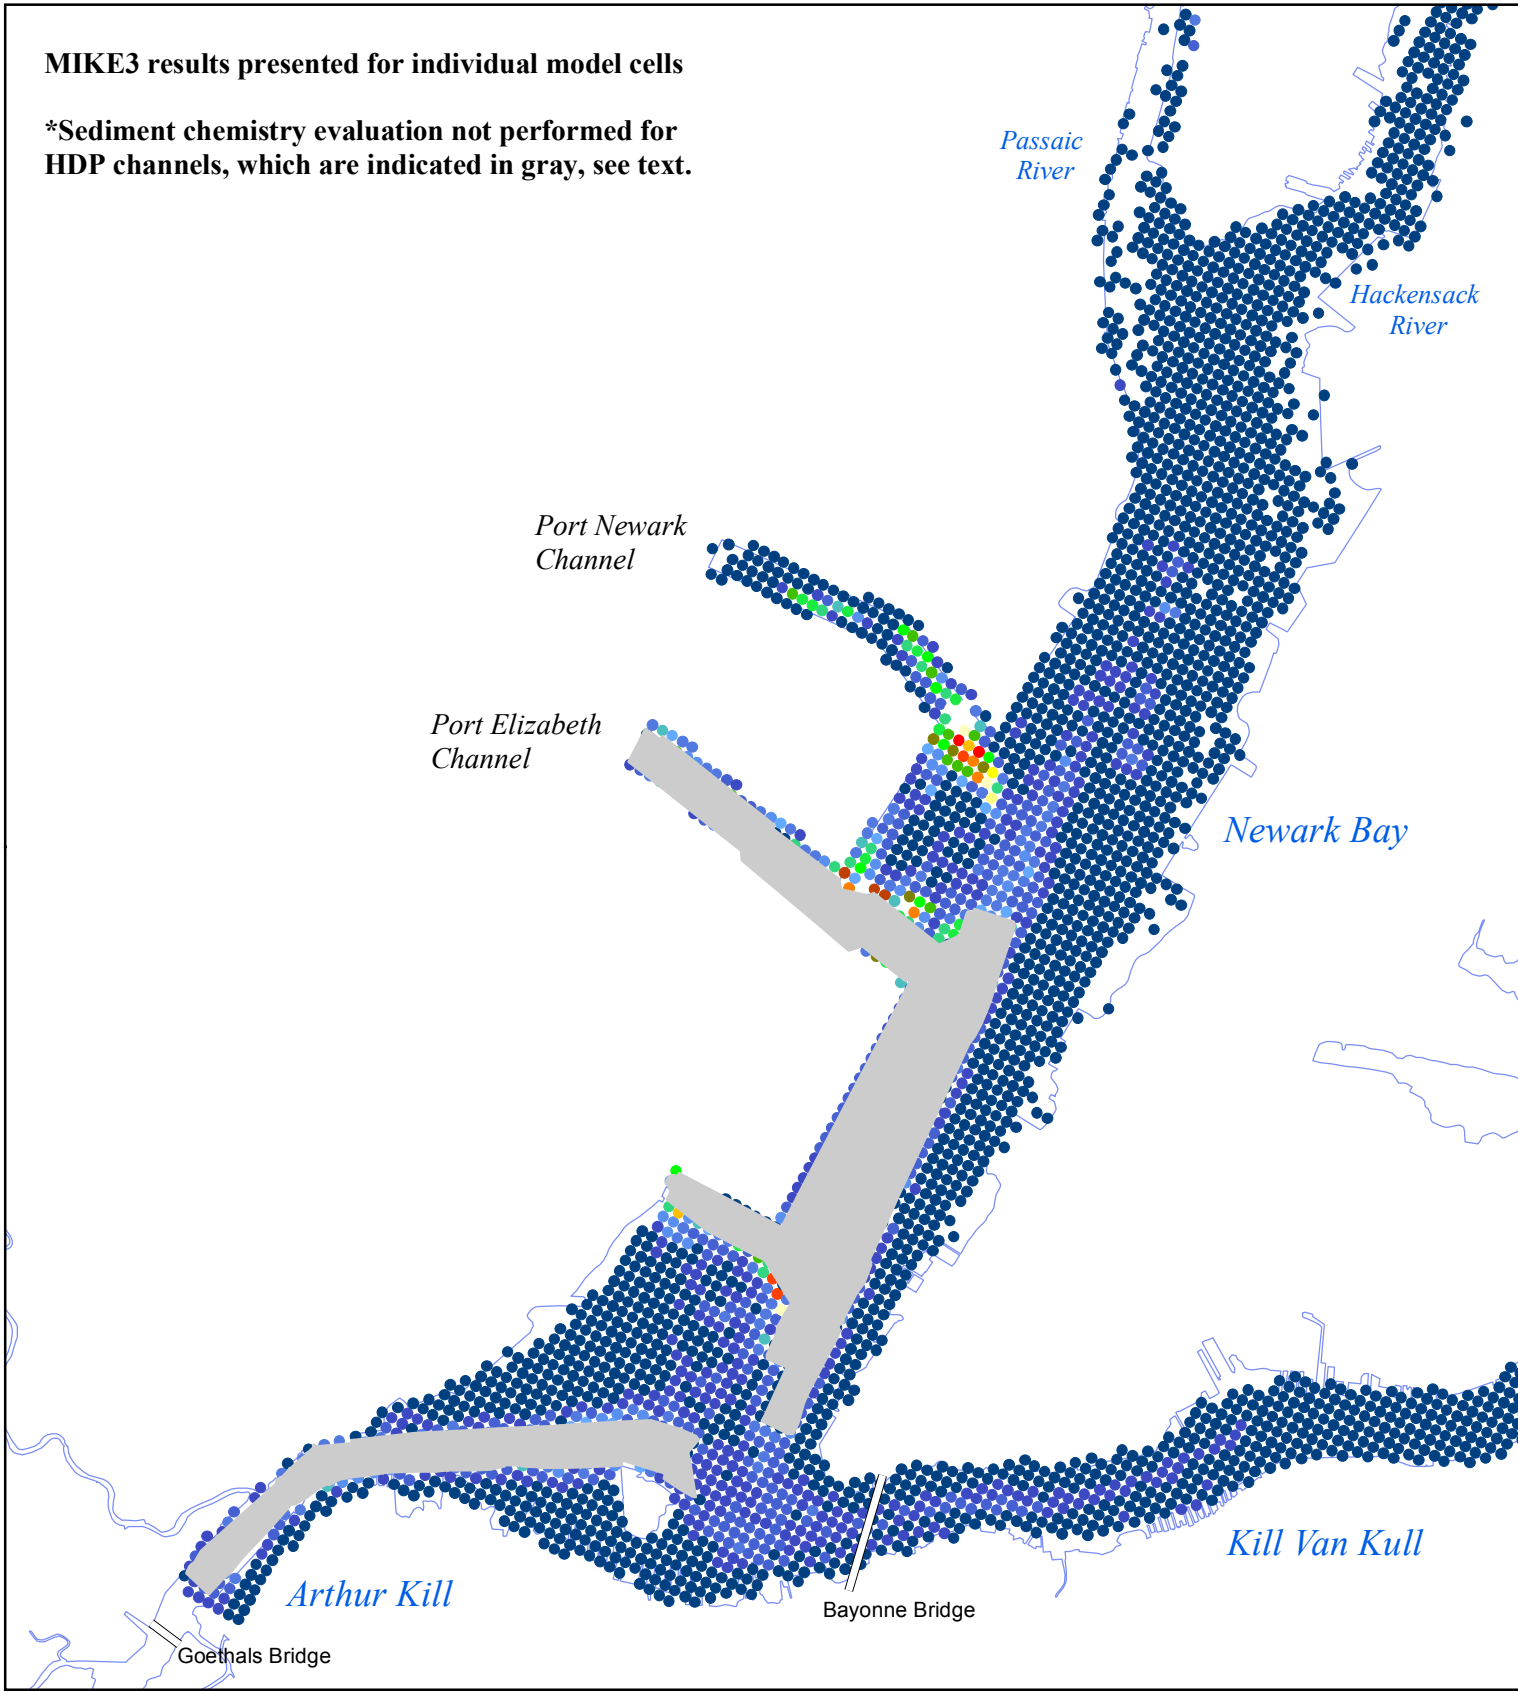 MIKE3 results presented for individual model cells
*Sediment chemistry evaluation not performed for
HDP channels, which are indicated in gray, see text.
Passaic
River
Hackensack
River
Port Newark
Channel
Port Elizabeth
Channel
Newark Bay
Kill Van Kull
Arthur Kill
Bayonne Bridge
Goethals Bridge